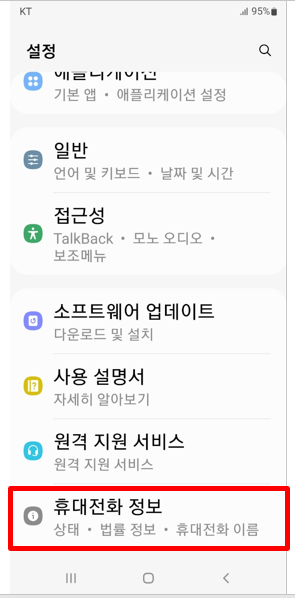 KT 95%
설정
애플리케이션
기본 앱 • 애플리케이션 설정
일반
언어 및 키보드 • 날짜 및 시간
접근성
TalkBack • 모노 오디오 •
보조메뉴
소프트웨어 업데이트
다운로드 및 설치
사용 설명서
자세히 알아보기
원격 지원 서비스
원격 지원 서비스
휴대전화 정보
상태 • 법률 정보 • 휴대전화 이름